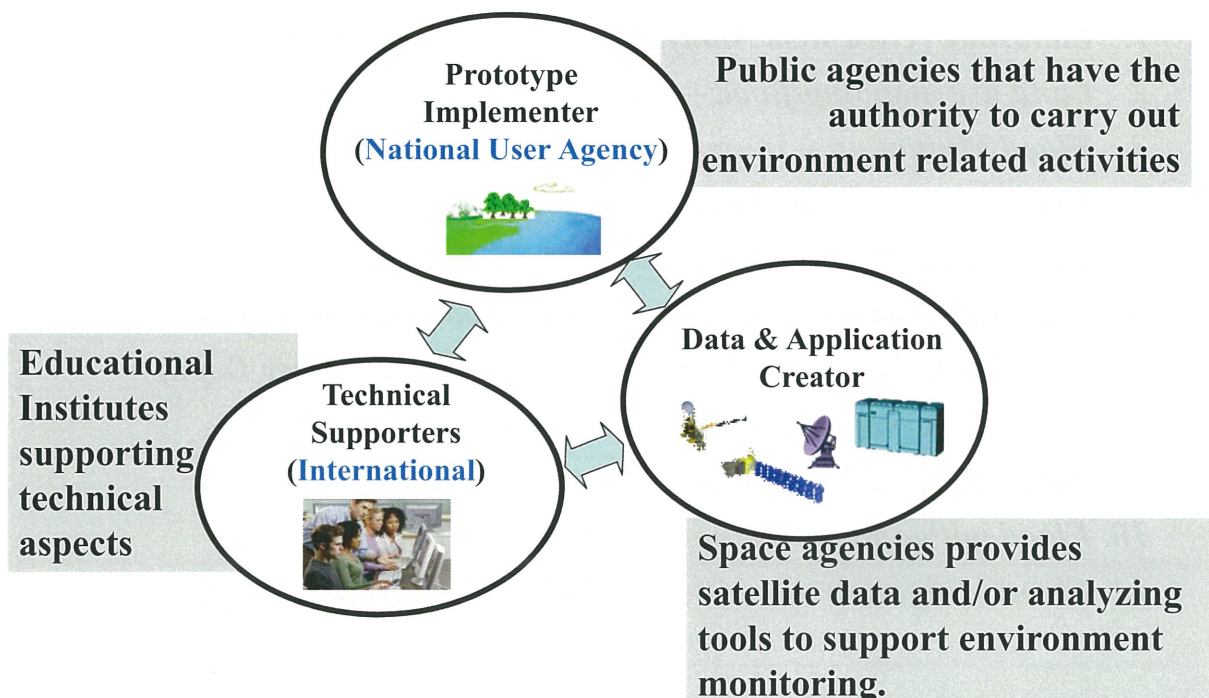 Prototype
Implementer
(National User Agency)
Public agencies that have the
authority to carry out
environment related activities
Data & Application
Creator
Educational
Institutes
supporting
technical
aspects
Technical
Supporters
(International)
Space agencies provides
satellite data and/or analyzing
tools to support environment
monitoring.